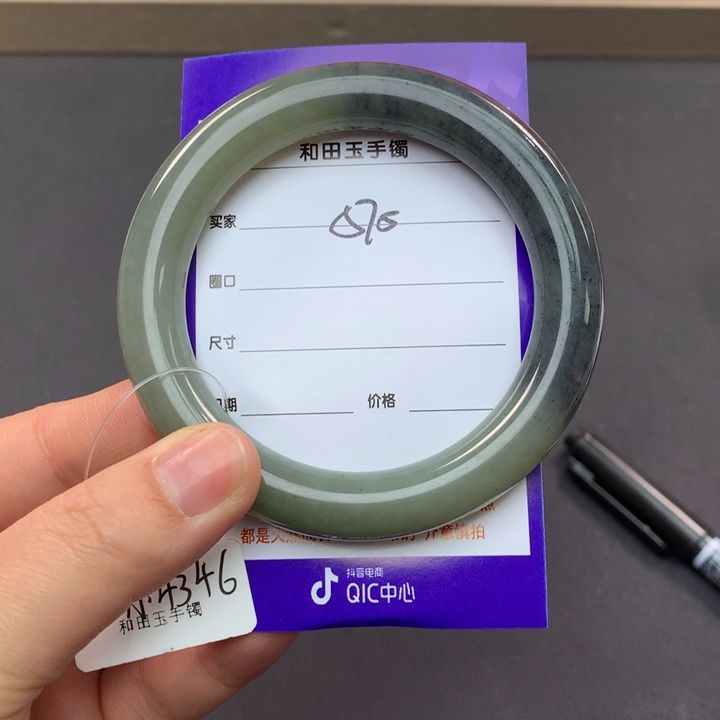 和田玉手镯
买家
圈口
尺寸
期
价格
都是天然
介意慎拍
抖音电商
QIC中心
N:4346
和田玉手镯